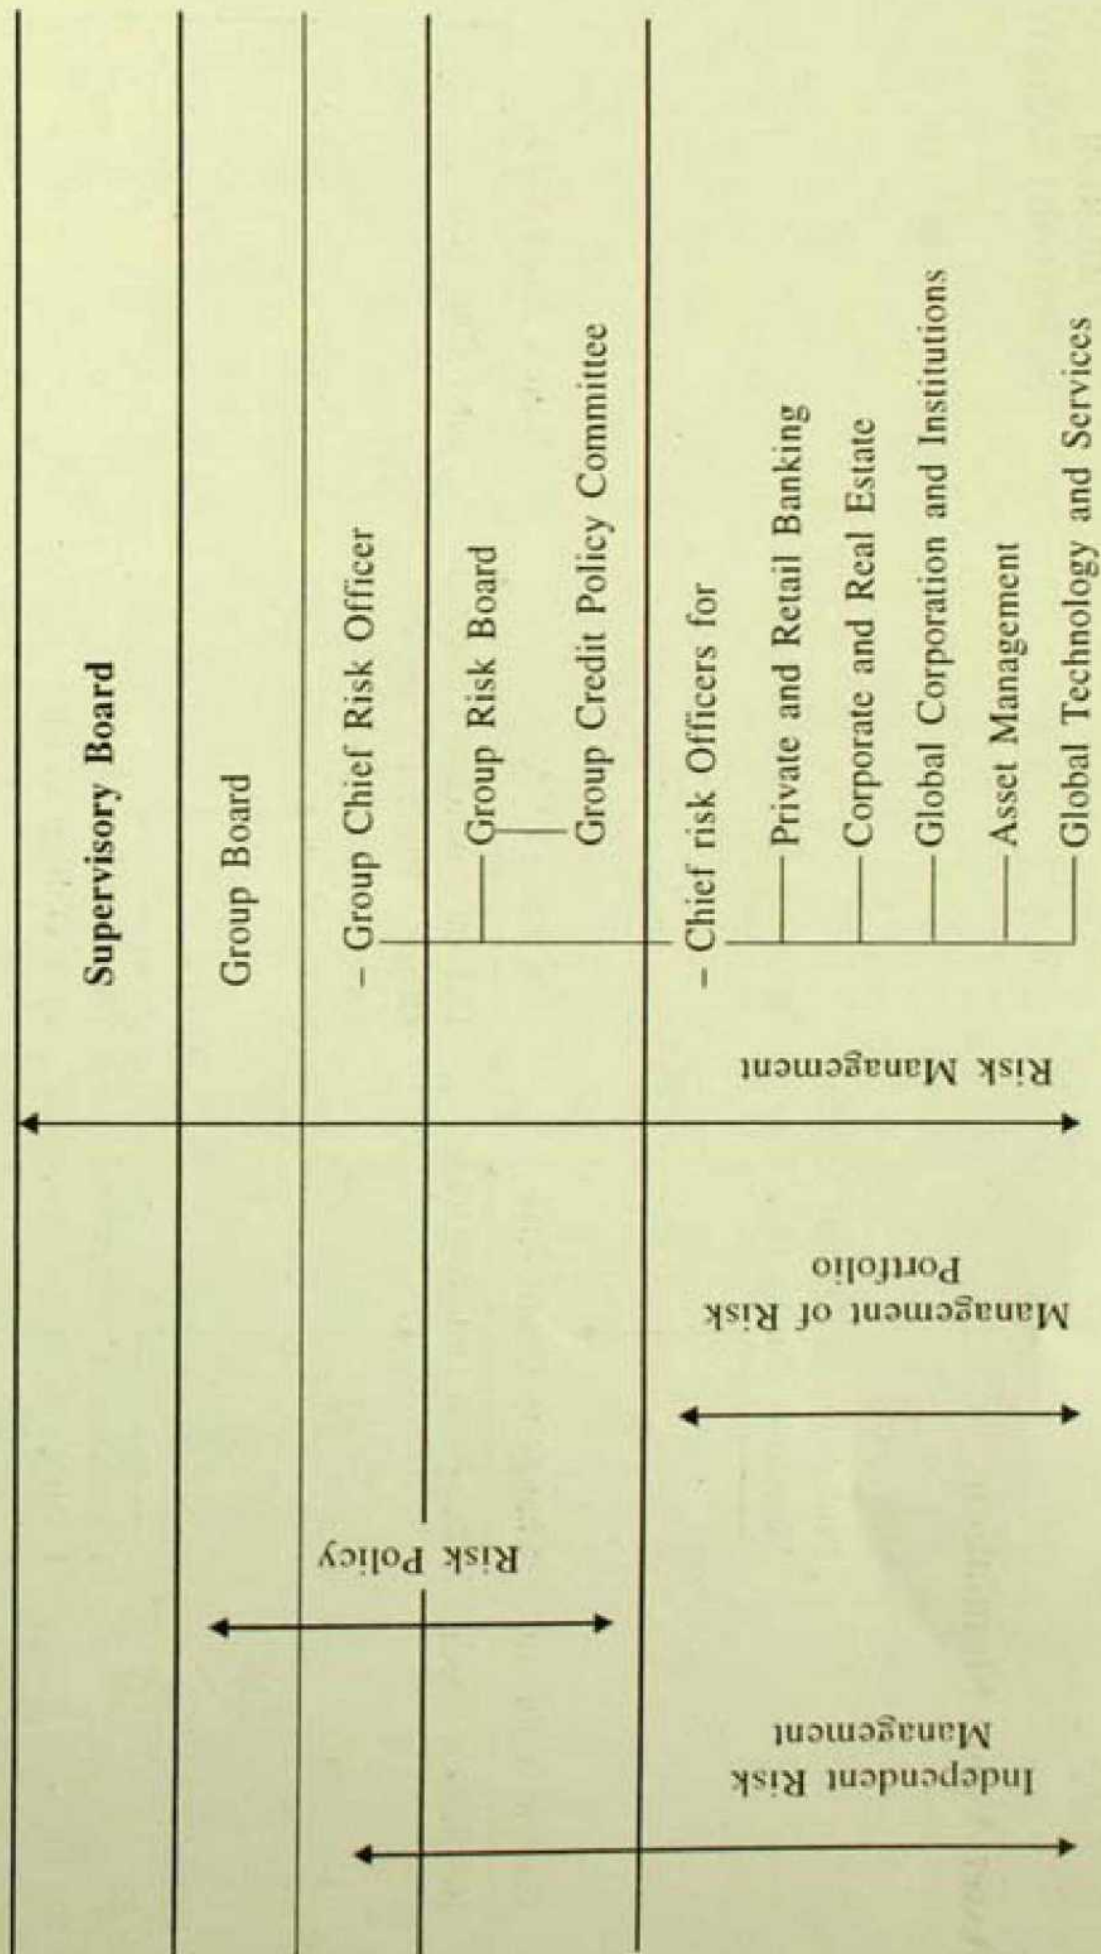 Supervisory Board
Group Board
– Group Chief Risk Officer
Group Risk Board
Group Credit Policy Committee
– Chief risk Officers for
Private and Retail Banking
Corporate and Real Estate
Global Corporation and Institutions
Asset Management
Global Technology and Services
Independent Risk
Management
Risk Policy
Management of Risk
Portfolio
Risk Management